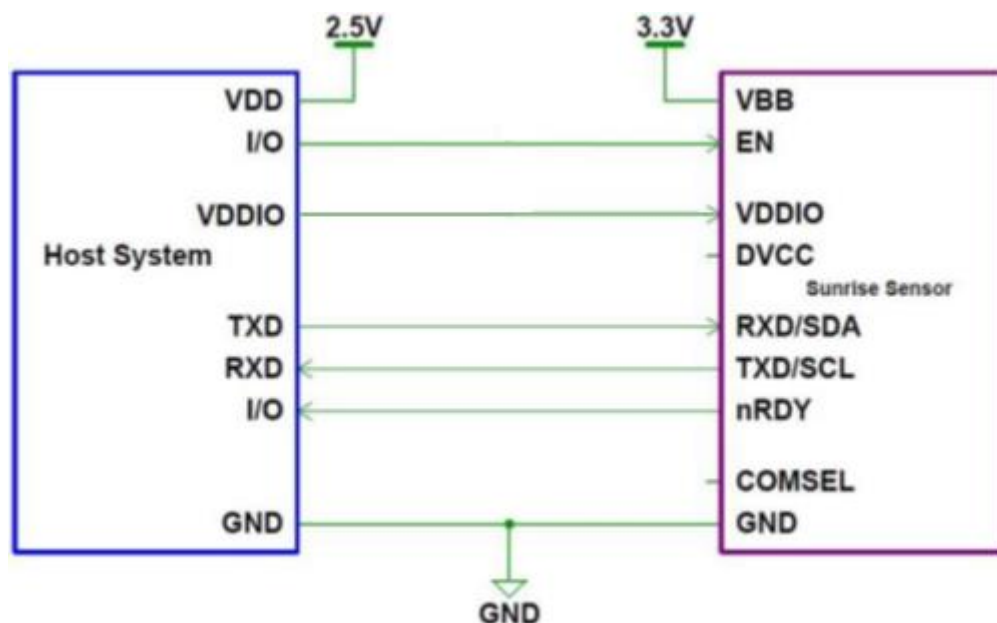 2.5V
3.3V
VDD
VBB
I/O
EN
VDDIO
VDDIO
Host System
DVCC
Sunrise Sensor
TXD
RXD/SDA
RXD
TXD/SCL
I/O
nRDY
COMSEL
GND
GND
GND